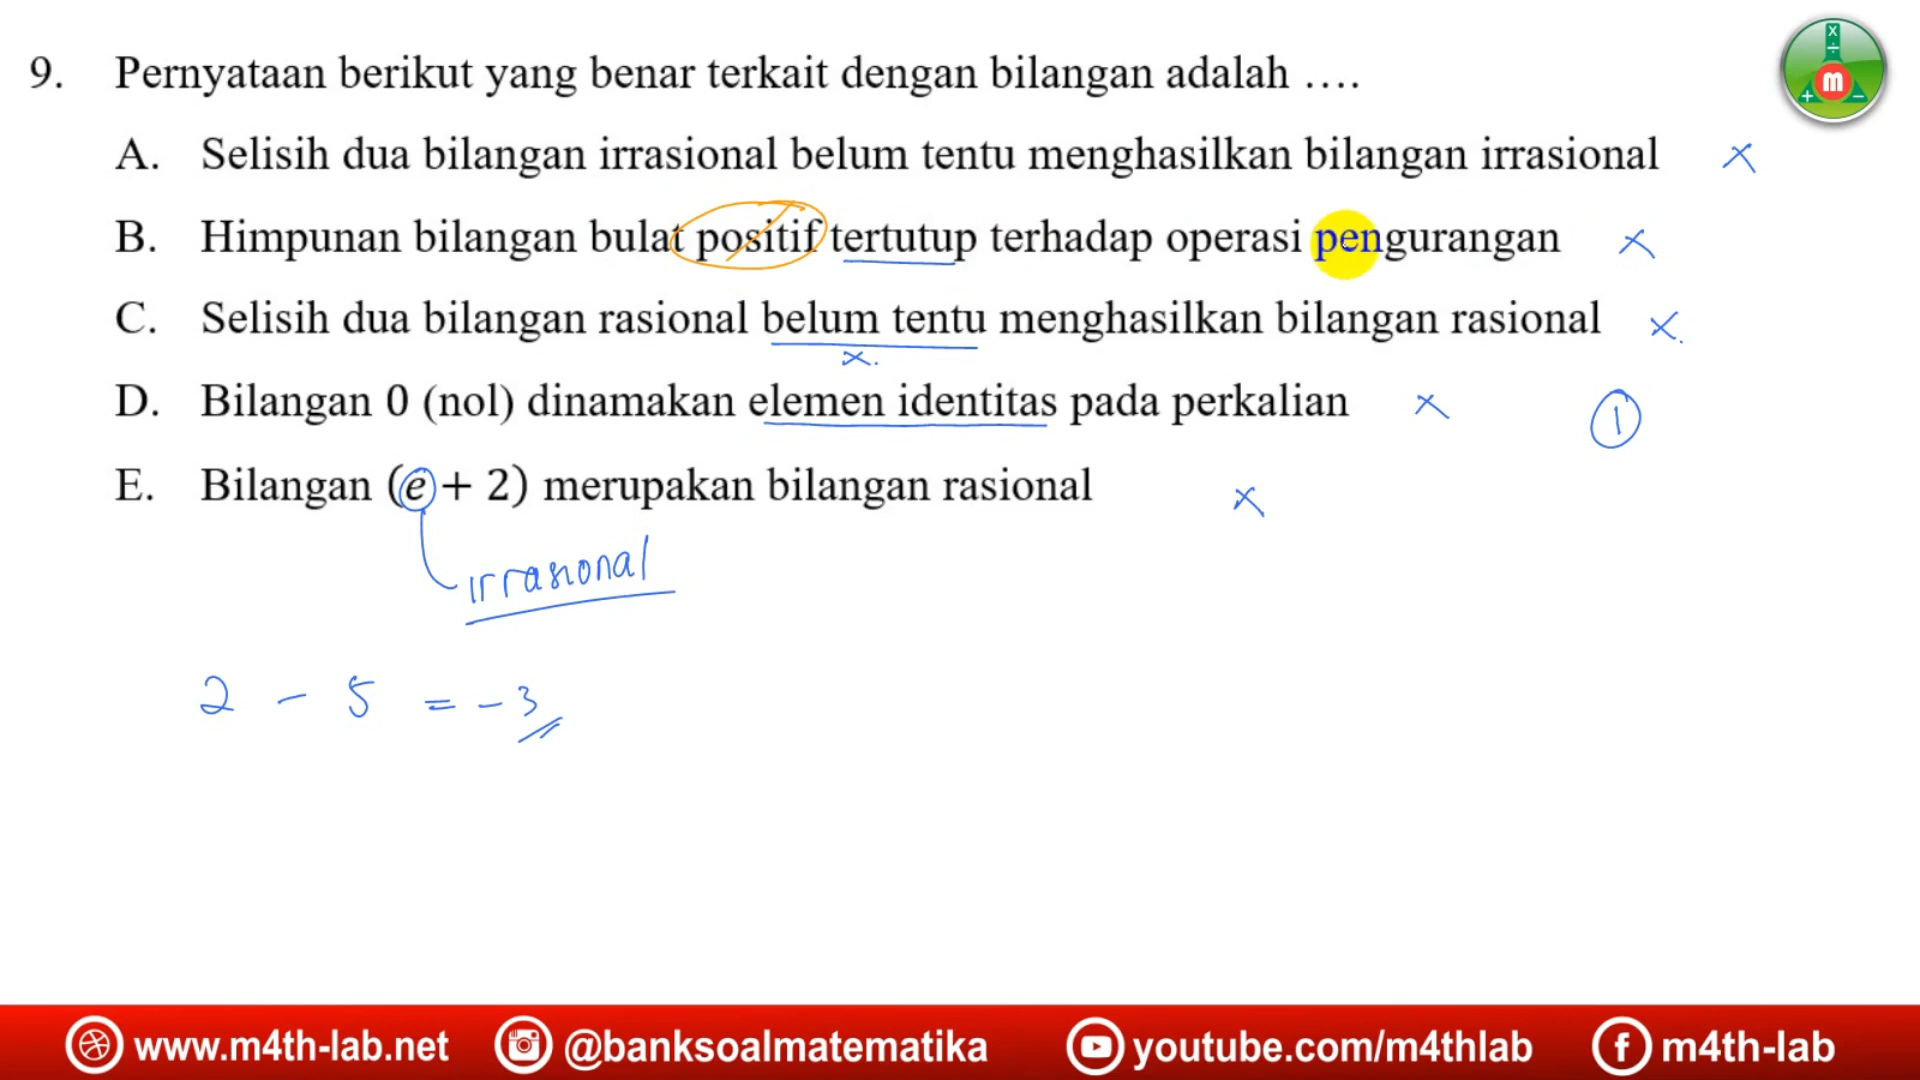 9. Pernyataan berikut yang benar terkait dengan bilangan adalah ....
A. Selisih dua bilangan irrasional belum tentu menghasilkan bilangan irrasional x
B. Himpunan bilangan bulat positif tertutup terhadap operasi pengurangan x
C. Selisih dua bilangan rasional belum tentu menghasilkan bilangan rasional x.
x.
D. Bilangan 0 (nol) dinamakan elemen identitas pada perkalian x 1
E. Bilangan (e + 2) merupakan bilangan rasional x
irrasional
2 - 5 = -3
www.m4th-lab.net @banksoalmatematika youtube.com/m4thlab m4th-lab